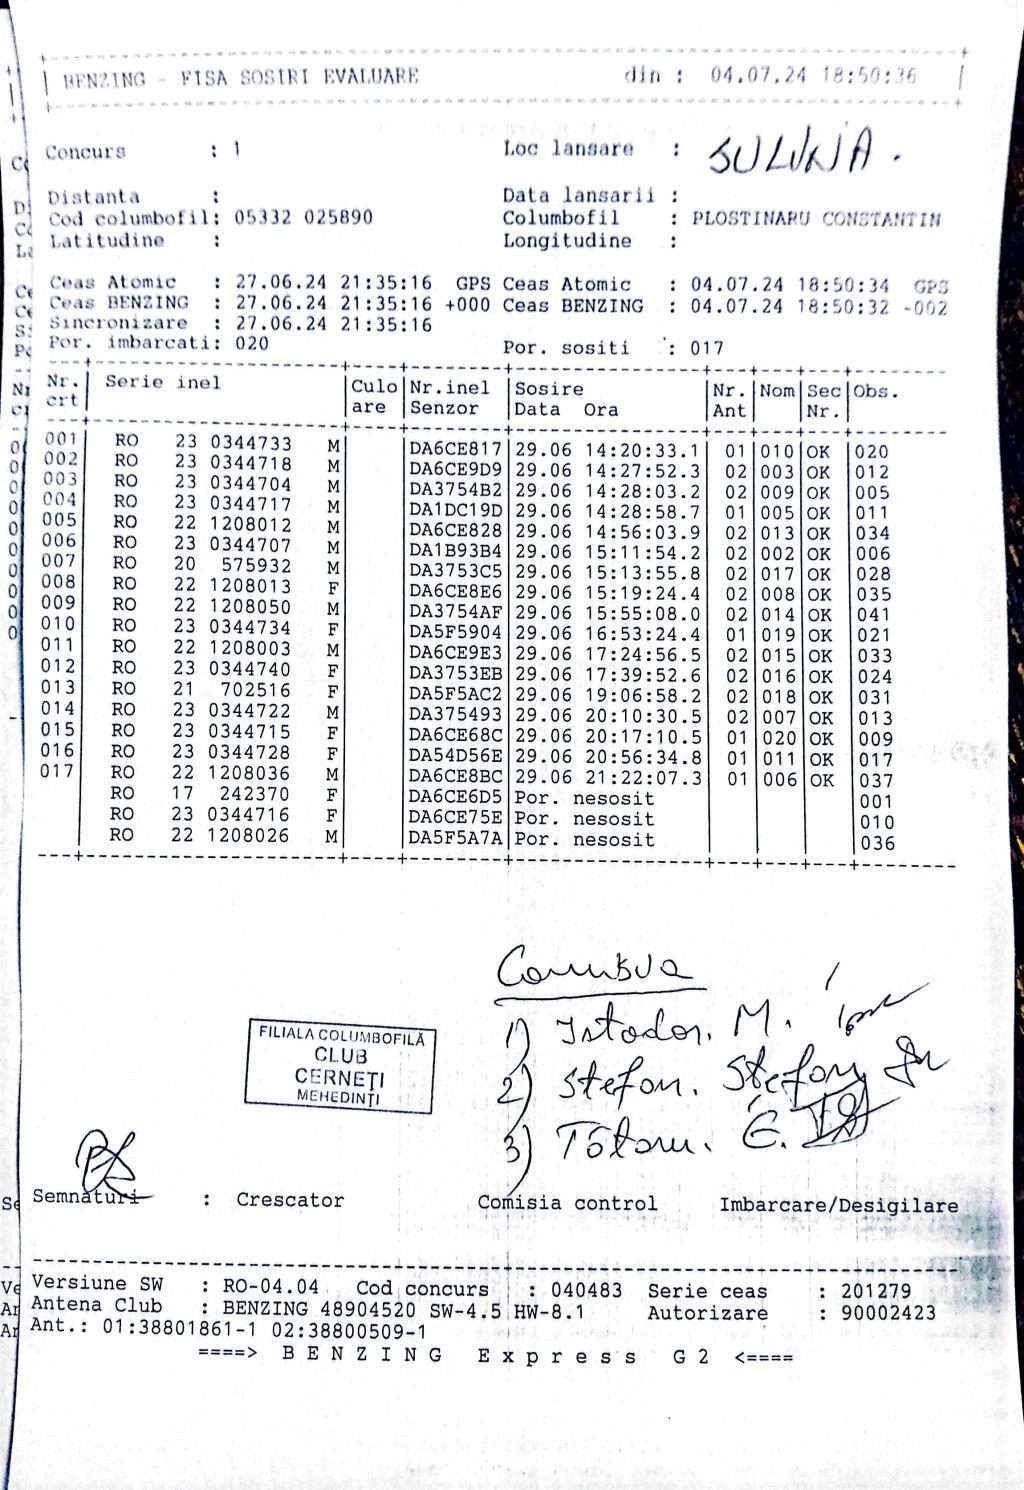 BENZING - FISA SOSIRI EVALUARE din : 04.07.24 18:50:36
Concurs : 1 Loc lansare : SULINA.
Distanta : Data lansarii :
Cod columbofil: 05332 025890 Columbofil : PLOSTINARU CONSTANTIN
Latitudine : Longitudine :
Ceas Atomic : 27.06.24 21:35:16 GPS Ceas Atomic : 04.07.24 18:50:34 GPS
Ceas BENZING : 27.06.24 21:35:16 +000 Ceas BENZING : 04.07.24 18:50:32 -002
Sincronizare : 27.06.24 21:35:16
Por. imbarcati: 020 Por. sositi : 017
Nr. Serie inel Culo Nr.inel Sosire Nr. Nom Sec Obs.
crt are Senzor Data Ora Ant Nr.
001 RO 23 0344733 M DA6CE817 29.06 14:20:33.1 01 010 OK 020
002 RO 23 0344718 M DA6CE9D9 29.06 14:27:52.3 02 003 OK 012
003 RO 23 0344704 M DA3754B2 29.06 14:28:03.2 02 009 OK 005
004 RO 23 0344717 M DA1DC19D 29.06 14:28:58.7 01 005 OK 011
005 RO 22 1208012 M DA6CE828 29.06 14:56:03.9 02 013 OK 034
006 RO 23 0344707 M DA1B93B4 29.06 15:11:54.2 02 002 OK 006
007 RO 20 575932 M DA3753C5 29.06 15:13:55.8 02 017 OK 028
008 RO 22 1208013 F DA6CE8E6 29.06 15:19:24.4 02 008 OK 035
009 RO 22 1208050 M DA3754AF 29.06 15:55:08.0 02 014 OK 041
010 RO 23 0344734 F DA5F5904 29.06 16:53:24.4 01 019 OK 021
011 RO 22 1208003 M DA6CE9E3 29.06 17:24:56.5 02 015 OK 033
012 RO 23 0344740 F DA3753EB 29.06 17:39:52.6 02 016 OK 024
013 RO 21 702516 F DA5F5AC2 29.06 19:06:58.2 02 018 OK 031
014 RO 23 0344722 M DA375493 29.06 20:10:30.5 02 007 OK 013
015 RO 23 0344715 F DA6CE68C 29.06 20:17:10.5 01 020 OK 009
016 RO 23 0344728 F DA54D56E 29.06 20:56:34.8 01 011 OK 017
017 RO 22 1208036 M DA6CE8BC 29.06 21:22:07.3 01 006 OK 037
RO 17 242370 F DA6CE6D5 Por. nesosit 001
RO 23 0344716 F DA6CE75E Por. nesosit 010
RO 22 1208026 M DA5F5A7A Por. nesosit 036
1) Istodor. M.
2) Stefan. Stefan
3) Tôtoru. G.
FILIALA COLUMBOFILĂ
CLUB
CERNEȚI
MEHEDINȚI
Semnaturi : Crescator Comisia control Imbarcare/Desigilare
Versiune SW : RO-04.04 Cod concurs : 040483 Serie ceas : 201279
Antena Club : BENZING 48904520 SW-4.5 HW-8.1 Autorizare : 90002423
Ant.: 01:38801861-1 02:38800509-1
====> BENZING Express G2 <====